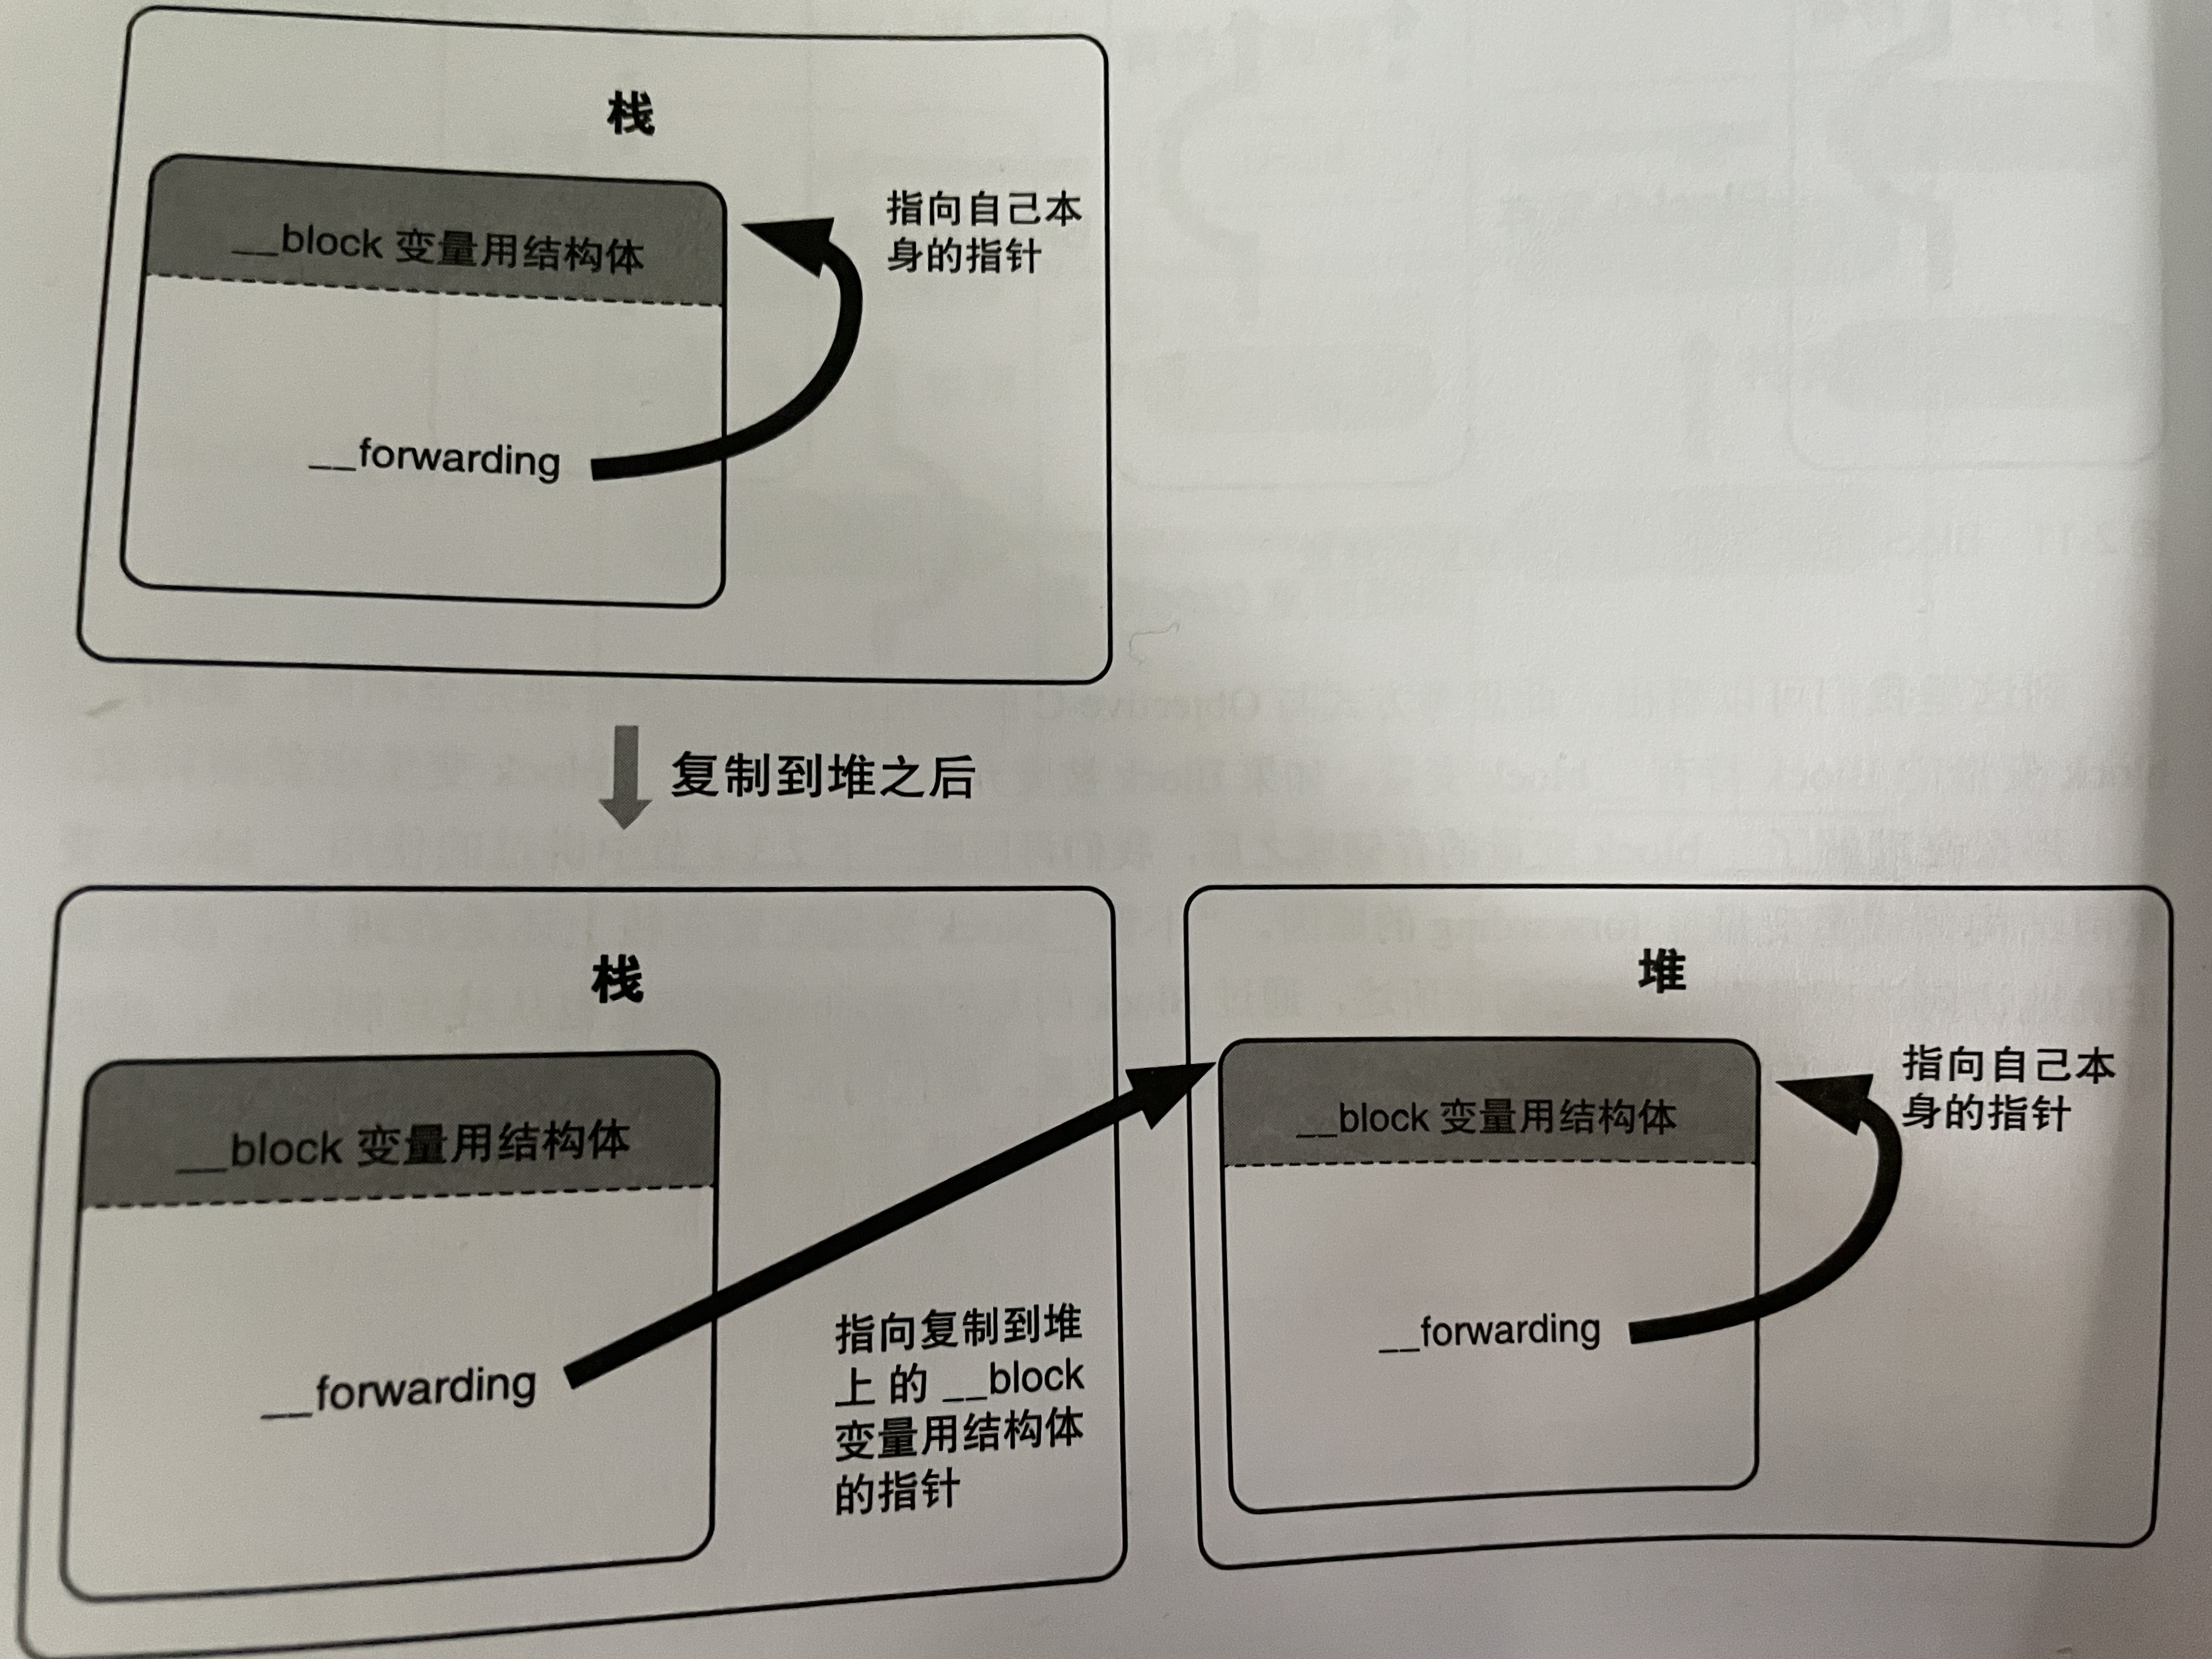 栈
__block 变量用结构体
指向自己本
身的指针
__forwarding
复制到堆之后
栈
__block 变量用结构体
__forwarding
指向复制到堆
上的 __block
变量用结构体
的指针
堆
__block 变量用结构体
指向自己本
身的指针
__forwarding